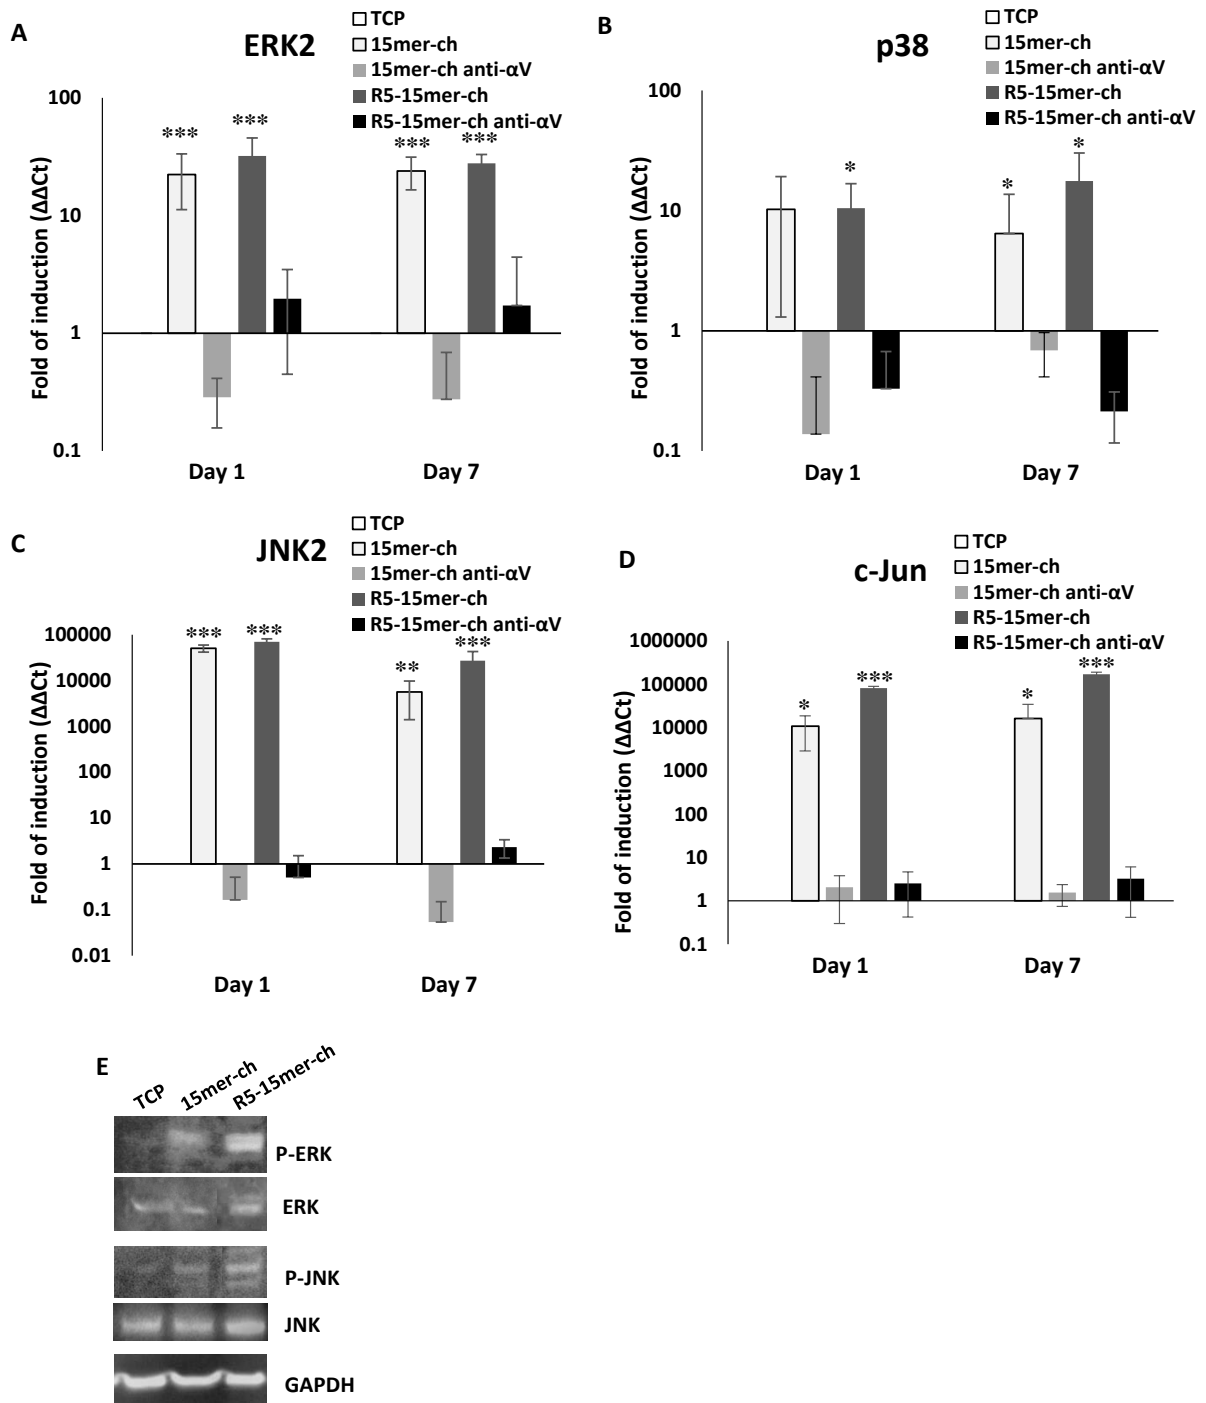 A
ERK2
TCP
15mer-ch
15mer-ch anti-αV
R5-15mer-ch
R5-15mer-ch anti-αV
Fold of induction (ΔΔCt)
100
10
1
0.1
*** *** *** ***
Day 1 Day 7
B
p38
TCP
15mer-ch
15mer-ch anti-αV
R5-15mer-ch
R5-15mer-ch anti-αV
Fold of induction (ΔΔCt)
100
10
1
0.1
* * *
Day 1 Day 7
C
JNK2
TCP
15mer-ch
15mer-ch anti-αV
R5-15mer-ch
R5-15mer-ch anti-αV
Fold of induction (ΔΔCt)
100000
10000
1000
100
10
1
0.1
0.01
*** *** ** ***
Day 1 Day 7
D
c-Jun
TCP
15mer-ch
15mer-ch anti-αV
R5-15mer-ch
R5-15mer-ch anti-αV
Fold of induction (ΔΔCt)
1000000
100000
10000
1000
100
10
1
0.1
* *** * ***
Day 1 Day 7
E
TCP 15mer-ch R5-15mer-ch
P-ERK
ERK
P-JNK
JNK
GAPDH